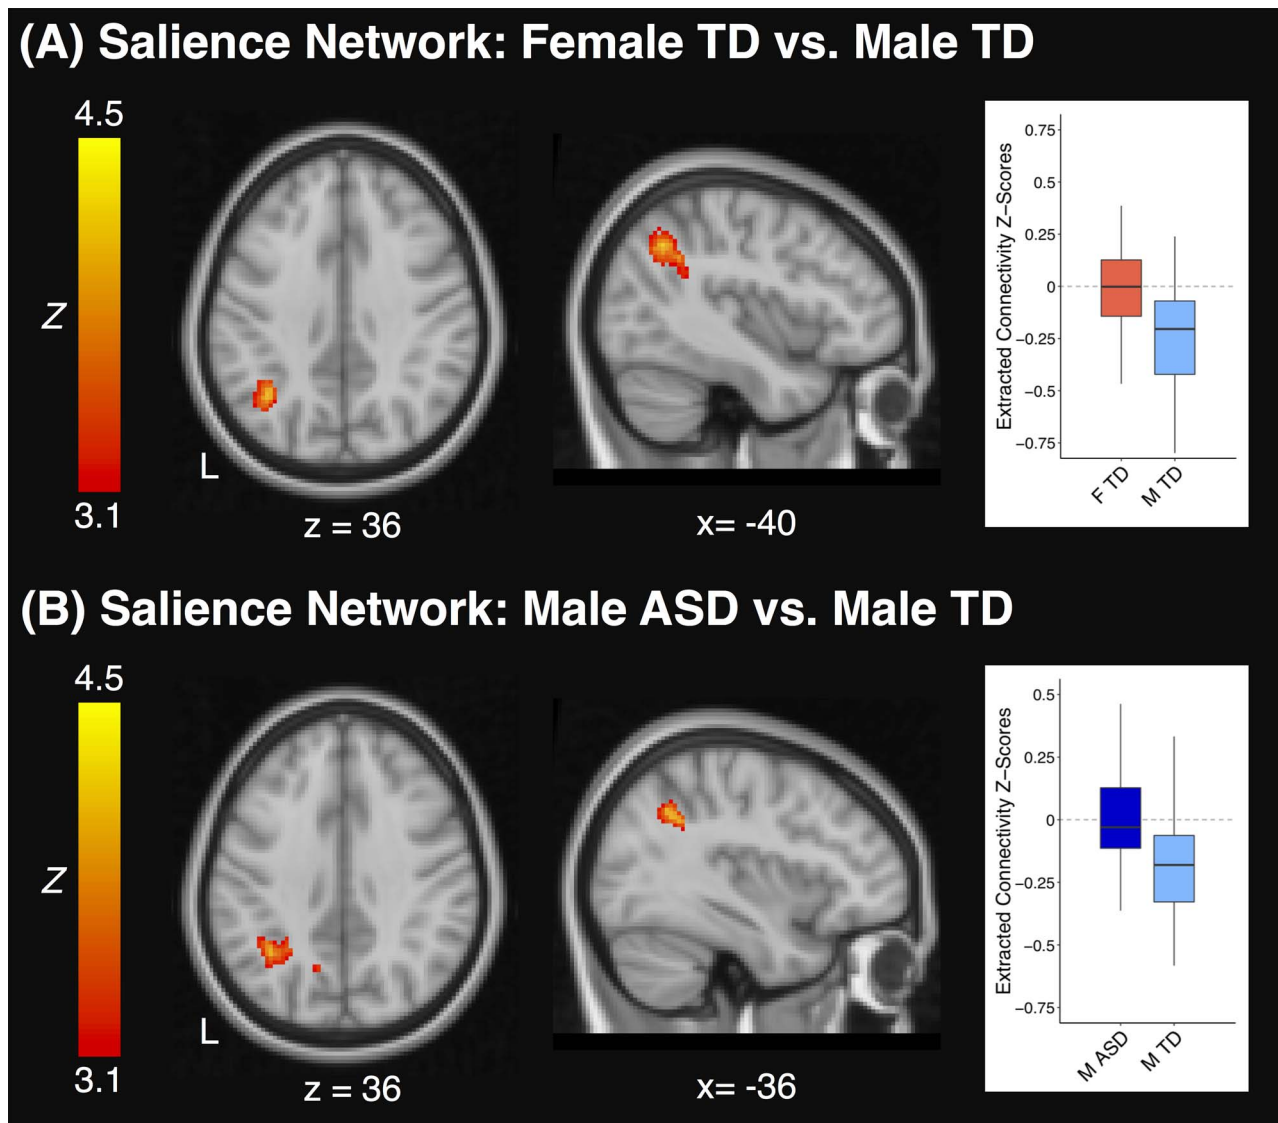 (A) Salience Network: Female TD vs. Male TD
4.5
Z
3.1
L
z = 36
x= -40
Extracted Connectivity Z−Scores
0.75
0.5
0.25
0
−0.25
−0.5
−0.75
F TD
M TD
(B) Salience Network: Male ASD vs. Male TD
4.5
Z
3.1
L
z = 36
x= -36
Extracted Connectivity Z−Scores
0.5
0.25
0
−0.25
−0.5
−0.75
M ASD
M TD